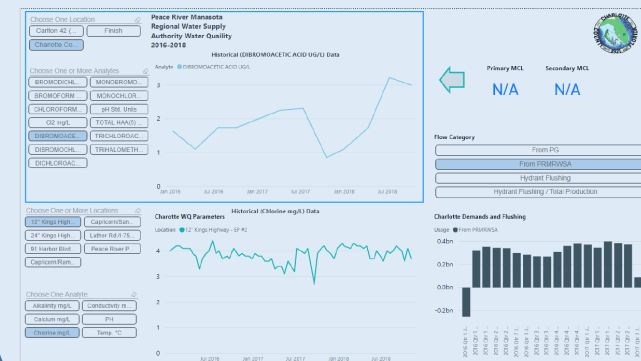 Choose One Location
Carlton 42 (...
Finish
Charlotte Co...
Choose One or More Analytes
BROMODICHL...
MONOBROMO...
BROMOFORM ...
MONOCHLOR...
CHLOROFORM...
pH Std. Units
Cl2 mg/L
TOTAL HAA(5) ...
DIBROMOACE...
TRICHLOROAC...
DIBROMOCHL...
TRIHALOMETH...
DICHLOROAC...
Peace River Manasota
Regional Water Supply
Authority Water Quality
2016-2018
Historical (DIBROMOACETIC ACID UG/L) Data
Analyte DIBROMOACETIC ACID UG/L
3
2
1
0
Jan 2016
Jul 2016
Jan 2017
Jul 2017
Jan 2018
Jul 2018
Primary MCL
Secondary MCL
N/A
N/A
Flow Category
From PG
From PRMRWSA
Hydrant Flushing
Hydrant Flushing / Total Production
Choose One or More Locations
12" Kings High...
Capricorn/San...
24" Kings High...
Luther Rd/I-75...
91 Harbor Blvd...
Peace River P...
Capricorn/Ram...
Choose One Analyte
Alkalinity mg/L
Conductivity m...
Calcium mg/L
PH
Chlorine mg/L
Temp. °C
Historical (Chlorine mg/L) Data
Charotte WQ Parameters
Location 12" Kings Highway - EF #2
5
4
3
2
1
Jul 2016
Jan 2017
Jul 2017
Jan 2018
Jul 2018
Charlotte Demands and Flushing
Usage From PRMRWSA
0.4bn
0.2bn
0.0bn
-0.2bn